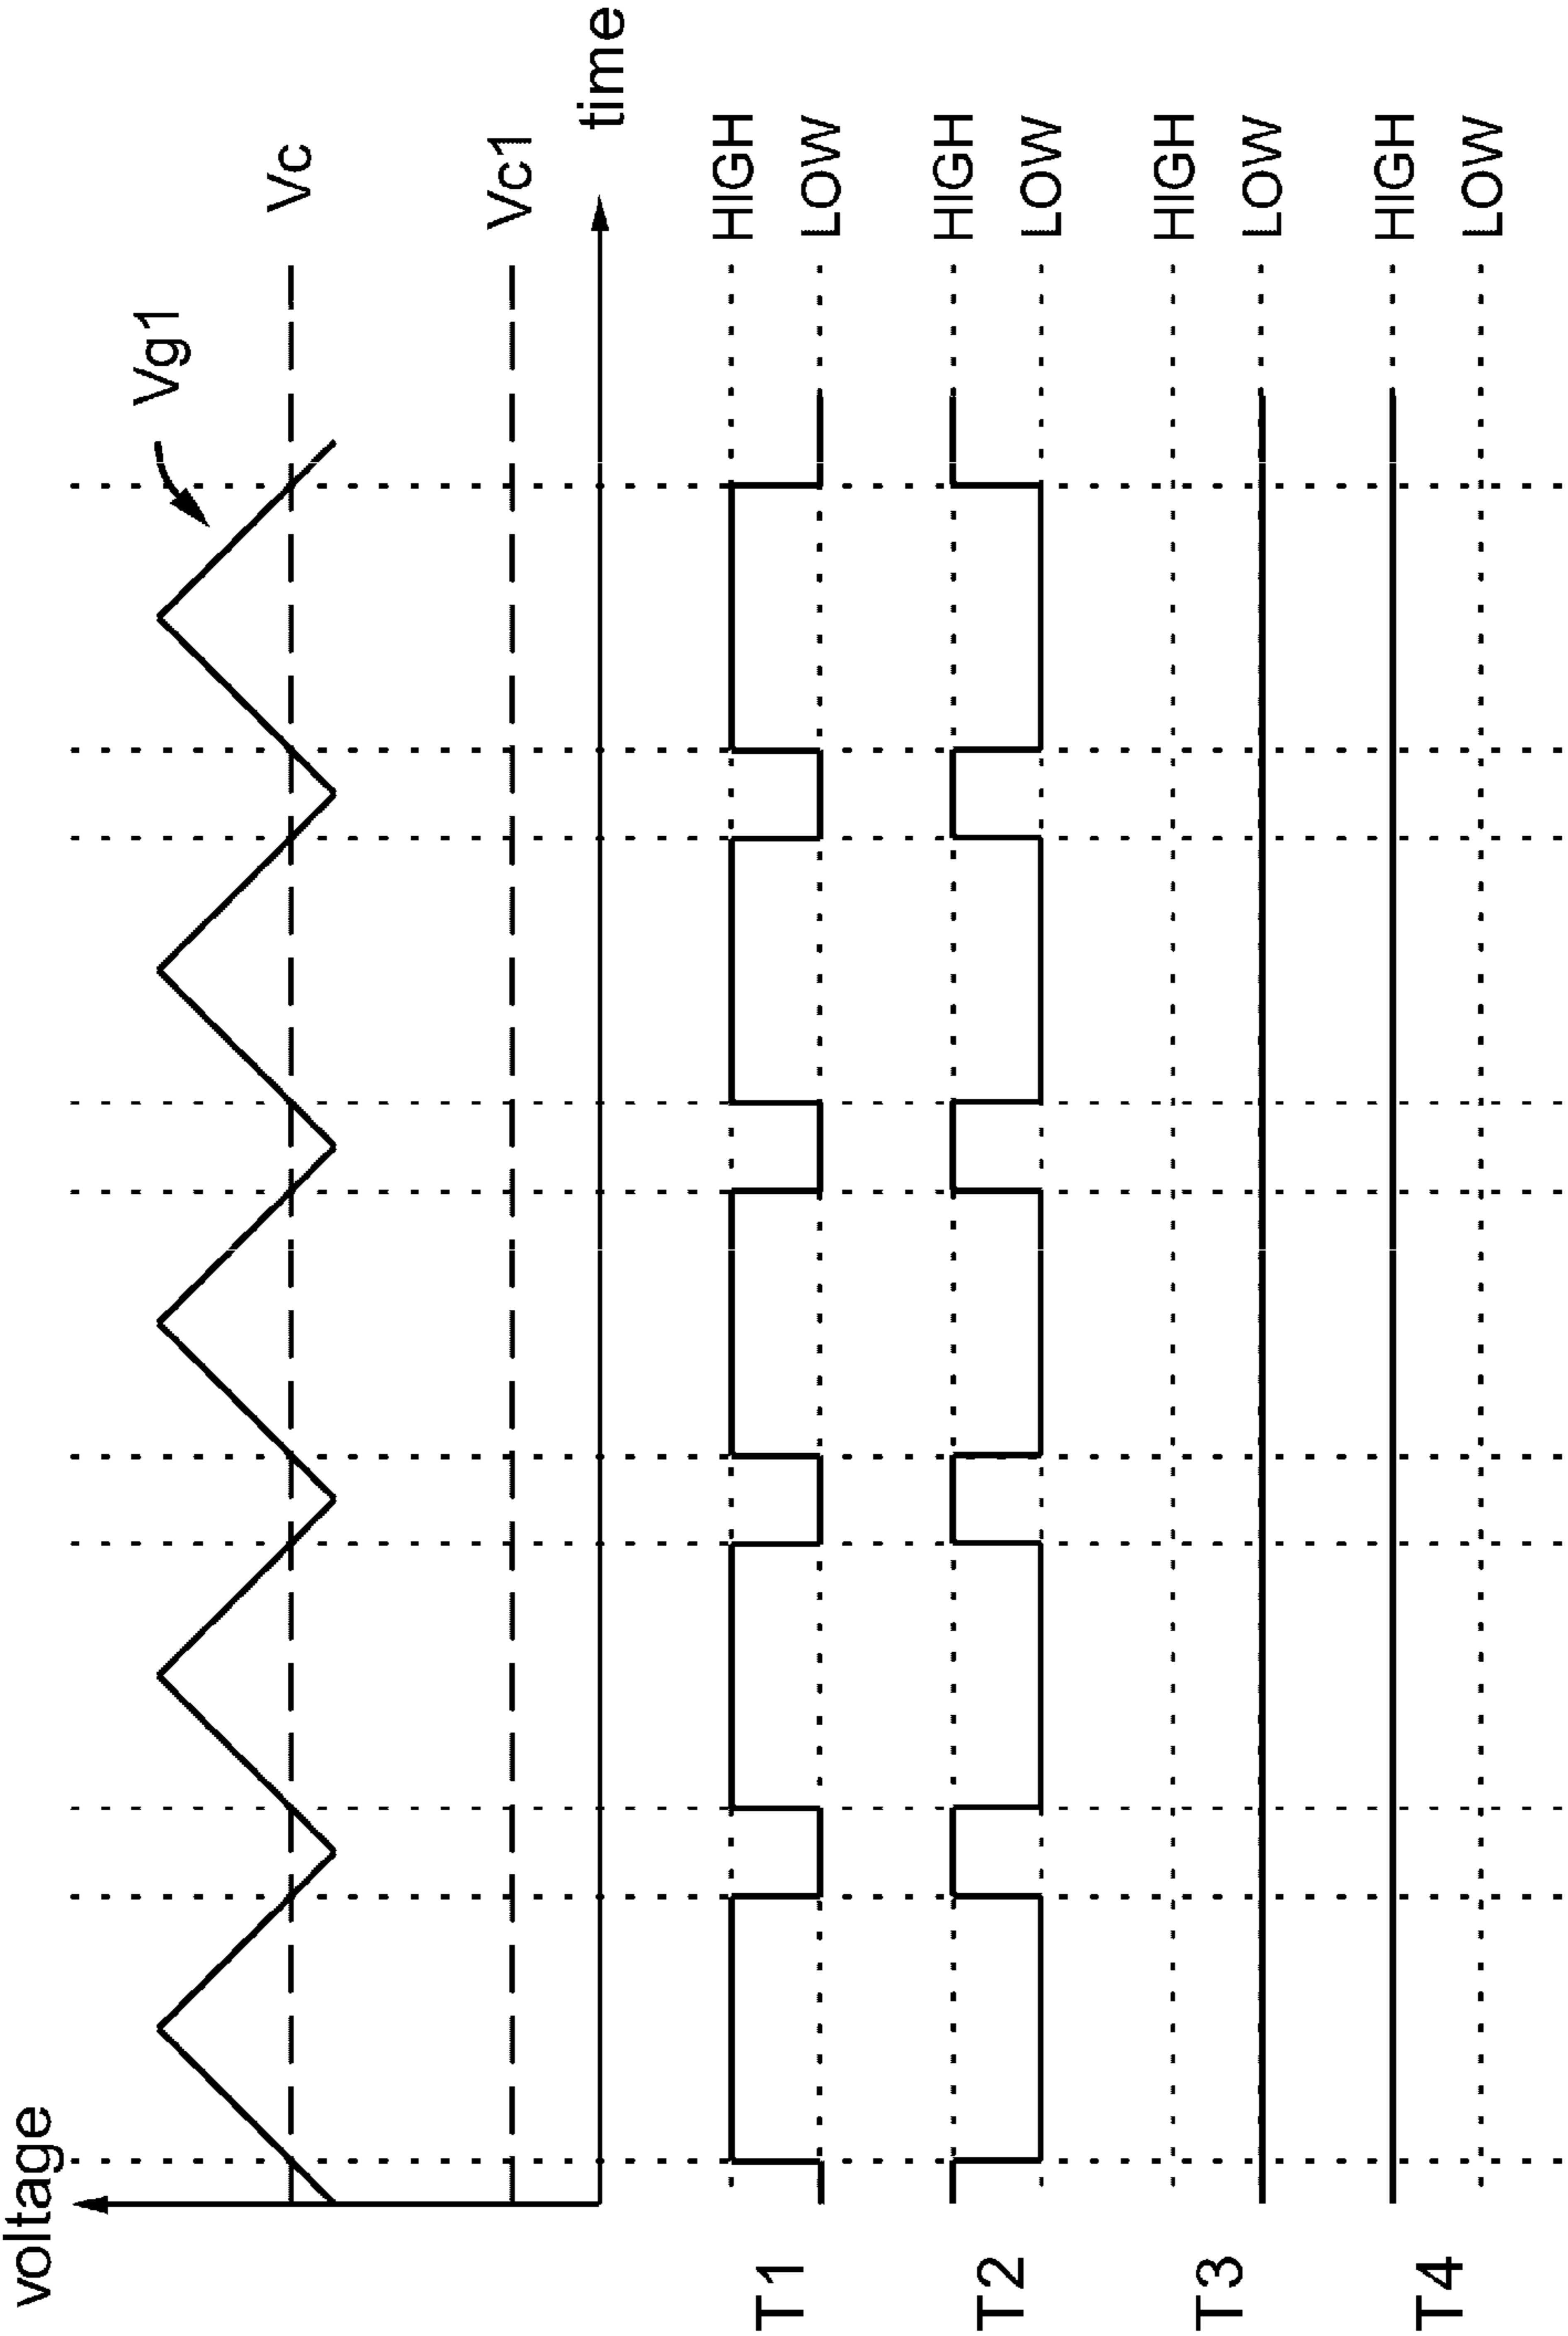 voltage
Vg1
Vc
Vc1
time
T1
HIGH
LOW
T2
HIGH
LOW
T3
HIGH
LOW
T4
HIGH
LOW